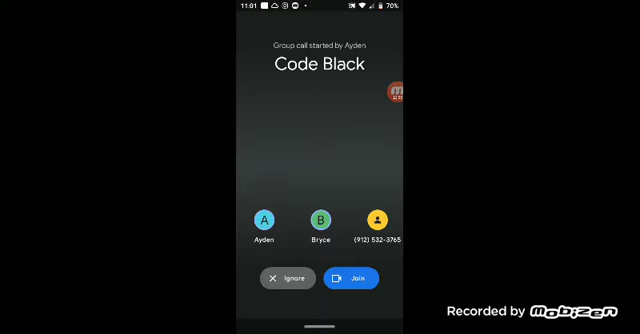 11:01 70%
Group call started by Ayden
Code Black
A B
Ayden Bryce (912) 532-3765
Ignore Join
Recorded by mobizen